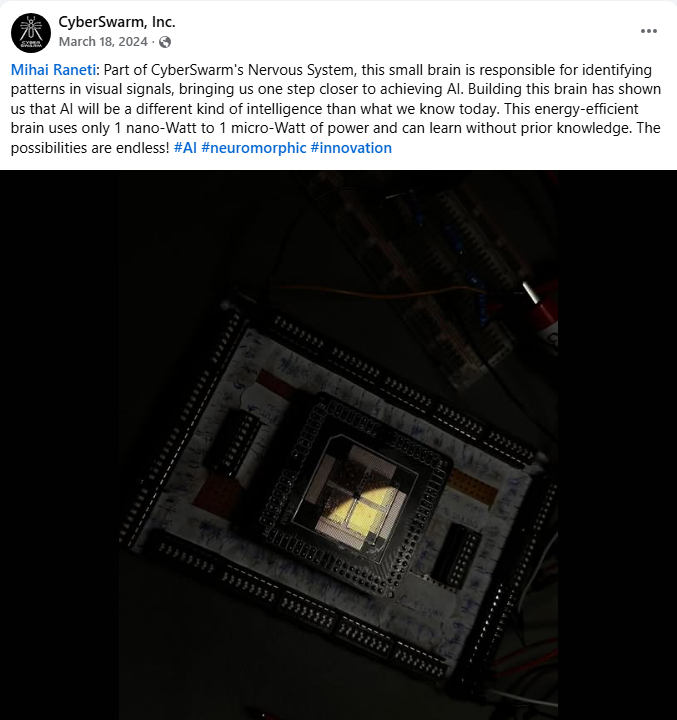 CyberSwarm, Inc.
March 18, 2024 ·
Mihai Raneti: Part of CyberSwarm's Nervous System, this small brain is responsible for identifying
patterns in visual signals, bringing us one step closer to achieving AI. Building this brain has shown
us that AI will be a different kind of intelligence than what we know today. This energy-efficient
brain uses only 1 nano-Watt to 1 micro-Watt of power and can learn without prior knowledge. The
possibilities are endless! #AI #neuromorphic #innovation
CYBER
SWARM